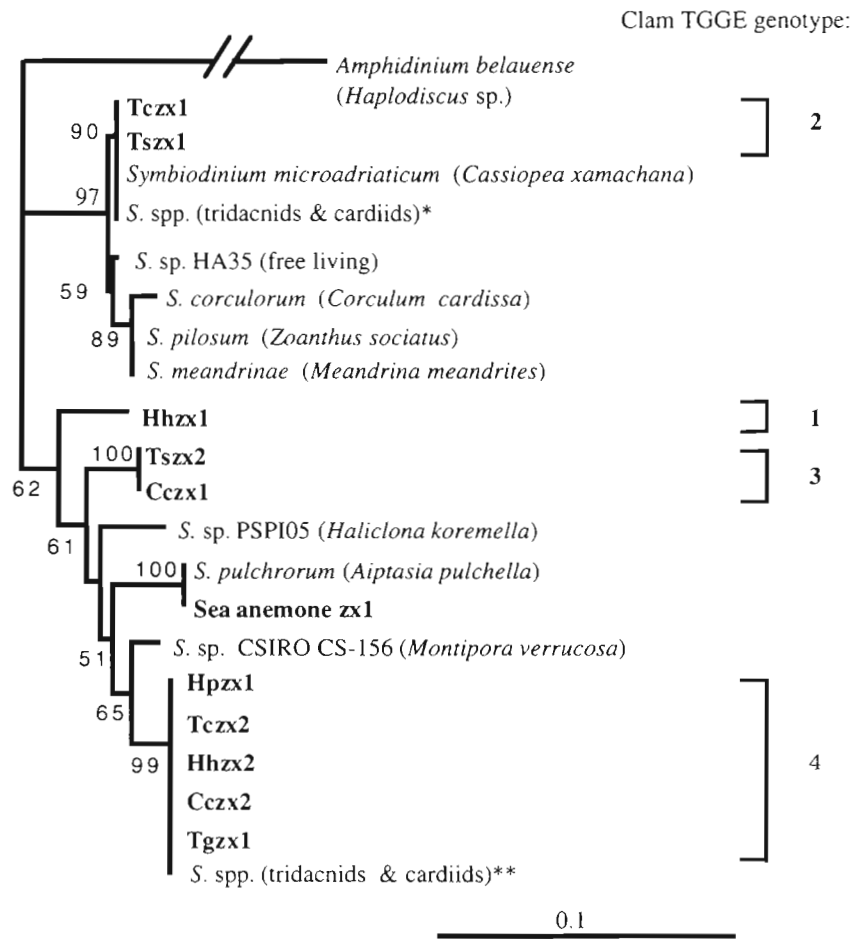 Clam TGGE genotype:
Amphidinium belauense
(Haplodiscus sp.)
Tczx1
90
2
Tszx1
Symbiodinium microadriaticum (Cassiopea xamachana)
97
S. spp. (tridacnids & cardiids)*
S. sp. HA35 (free living)
59
S. corculorum (Corculum cardissa)
89
S. pilosum (Zoanthus sociatus)
S. meandrinae (Meandrina meandrites)
Hhzx1
1
100
Tszx2
3
62
Cczx1
S. sp. PSPI05 (Haliclona koremella)
61
100
S. pulchrorum (Aiptasia pulchella)
Sea anemone zx1
S. sp. CSIRO CS-156 (Montipora verrucosa)
51
Hpzx1
65
Tczx2
99
Hhzx2
4
Cczx2
Tgzx1
S. spp. (tridacnids & cardiids)**
0.1